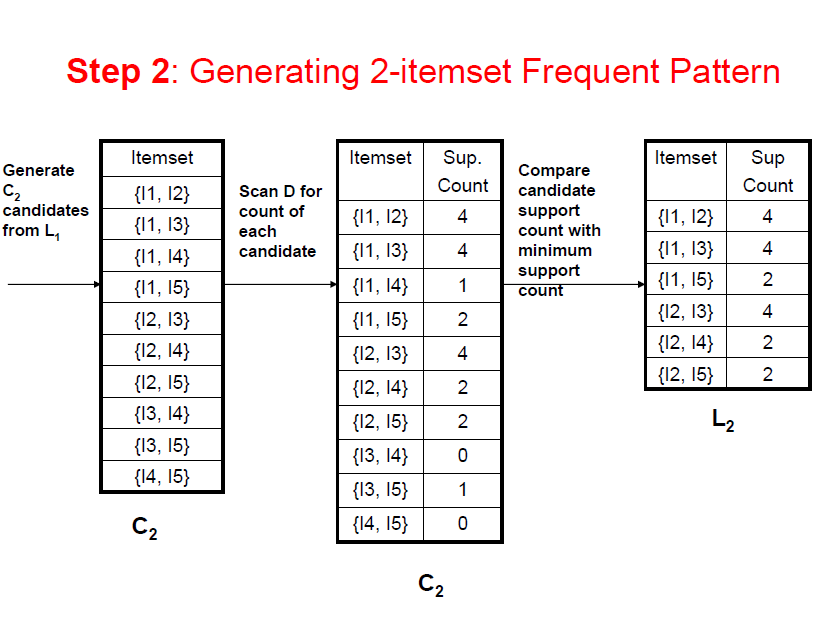 Step 2: Generating 2-itemset Frequent Pattern
Generate
C2
candidates
from L1
Itemset
{I1, I2}
{I1, I3}
{I1, I4}
{I1, I5}
{I2, I3}
{I2, I4}
{I2, I5}
{I3, I4}
{I3, I5}
{I4, I5}
C2
Scan D for
count of
each
candidate
Itemset Sup.
Count
{I1, I2} 4
{I1, I3} 4
{I1, I4} 1
{I1, I5} 2
{I2, I3} 4
{I2, I4} 2
{I2, I5} 2
{I3, I4} 0
{I3, I5} 1
{I4, I5} 0
C2
Compare
candidate
support
count with
minimum
support
count
Itemset Sup
Count
{I1, I2} 4
{I1, I3} 4
{I1, I5} 2
{I2, I3} 4
{I2, I4} 2
{I2, I5} 2
L2